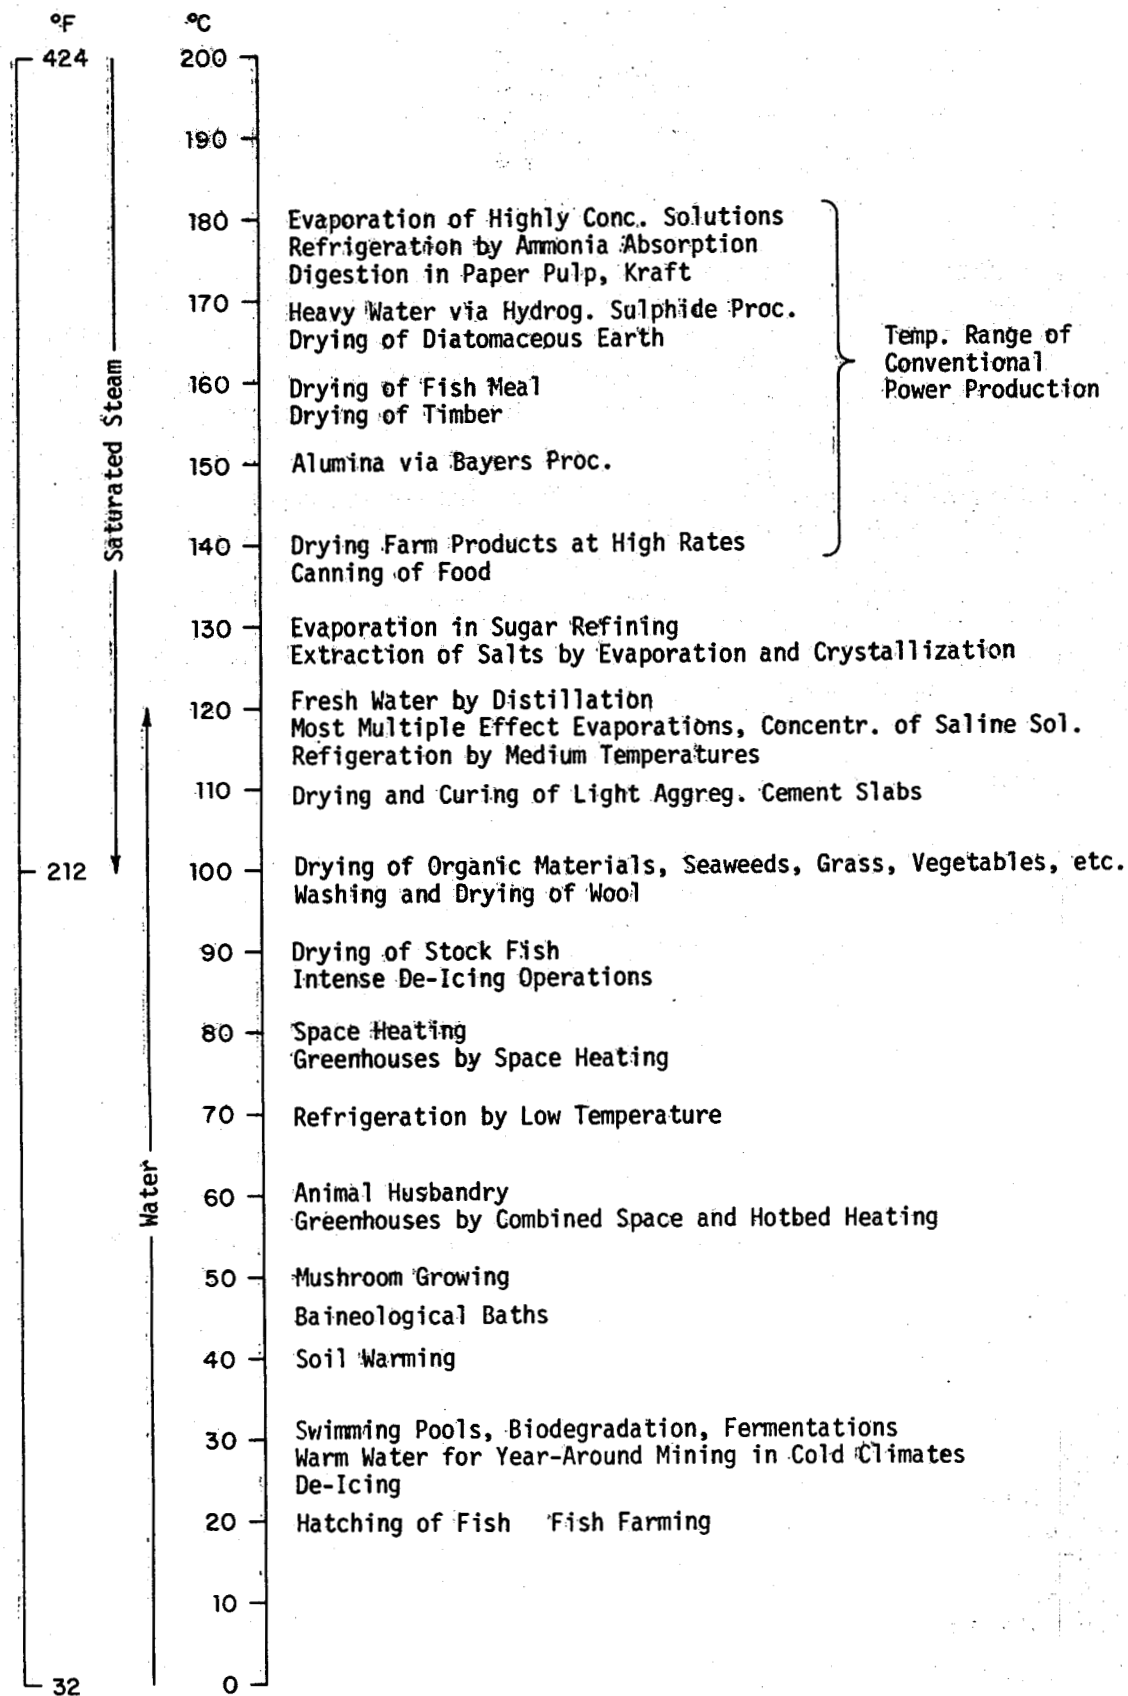 °F °C
424 200
190
180 Evaporation of Highly Conc. Solutions
Refrigeration by Ammonia Absorption
Digestion in Paper Pulp, Kraft
170 Heavy Water via Hydrog. Sulphide Proc.
Drying of Diatomaceous Earth
Temp. Range of
Conventional
Power Production
160 Drying of Fish Meal
Drying of Timber
Saturated Steam
150 Alumina via Bayers Proc.
140 Drying Farm Products at High Rates
Canning of Food
130 Evaporation in Sugar Refining
Extraction of Salts by Evaporation and Crystallization
120 Fresh Water by Distillation
Most Multiple Effect Evaporations, Concentr. of Saline Sol.
Refigeration by Medium Temperatures
110 Drying and Curing of Light Aggreg. Cement Slabs
212 100 Drying of Organic Materials, Seaweeds, Grass, Vegetables, etc.
Washing and Drying of Wool
90 Drying of Stock Fish
Intense De-Icing Operations
80 Space Heating
Greenhouses by Space Heating
70 Refrigeration by Low Temperature
Water
60 Animal Husbandry
Greenhouses by Combined Space and Hotbed Heating
50 Mushroom Growing
Baineological Baths
40 Soil Warming
30 Swimming Pools, Biodegradation, Fermentations
Warm Water for Year-Around Mining in Cold Climates
De-Icing
20 Hatching of Fish Fish Farming
10
32 0